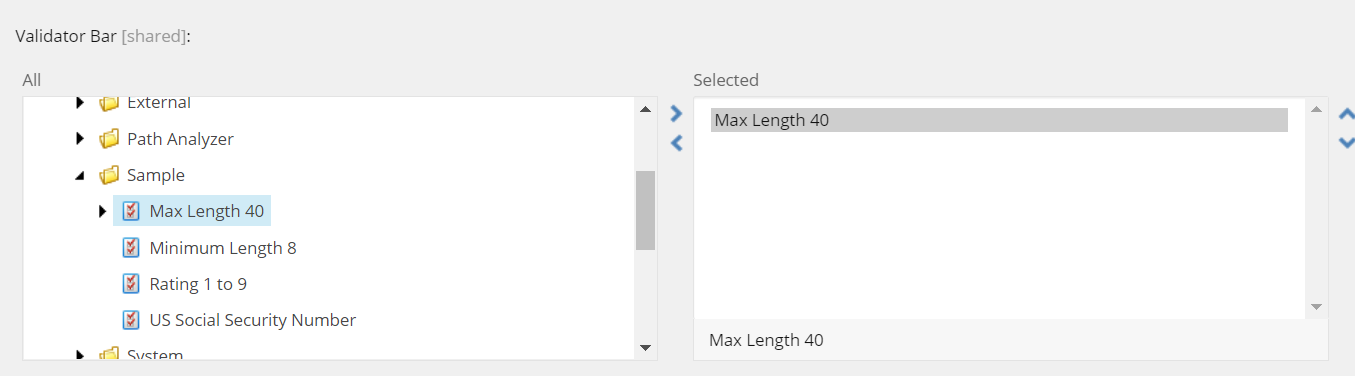 Validator Bar [shared]:
All
Selected
External
Path Analyzer
Sample
Max Length 40
Minimum Length 8
Rating 1 to 9
US Social Security Number
System
Max Length 40
Max Length 40